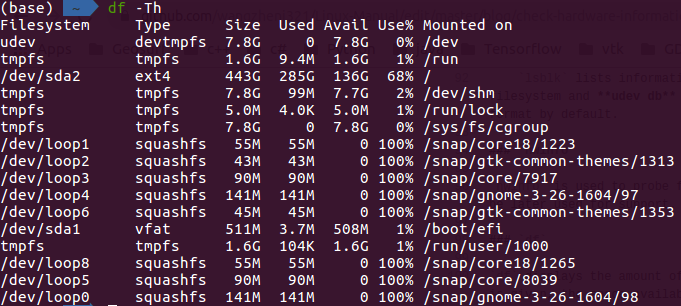 (base) ~ df -Th
Filesystem Type Size Used Avail Use% Mounted on
udev devtmpfs 7.8G 0 7.8G 0% /dev
tmpfs tmpfs 1.6G 9.4M 1.6G 1% /run
/dev/sda2 ext4 443G 285G 136G 68% /
tmpfs tmpfs 7.8G 99M 7.7G 2% /dev/shm
tmpfs tmpfs 5.0M 4.0K 5.0M 1% /run/lock
tmpfs tmpfs 7.8G 0 7.8G 0% /sys/fs/cgroup
/dev/loop1 squashfs 55M 55M 0 100% /snap/core18/1223
/dev/loop2 squashfs 43M 43M 0 100% /snap/gtk-common-themes/1313
/dev/loop3 squashfs 90M 90M 0 100% /snap/core/7917
/dev/loop4 squashfs 141M 141M 0 100% /snap/gnome-3-26-1604/97
/dev/loop6 squashfs 45M 45M 0 100% /snap/gtk-common-themes/1353
/dev/sda1 vfat 511M 3.7M 508M 1% /boot/efi
tmpfs tmpfs 1.6G 104K 1.6G 1% /run/user/1000
/dev/loop8 squashfs 55M 55M 0 100% /snap/core18/1265
/dev/loop5 squashfs 90M 90M 0 100% /snap/core/8039
/dev/loop0 squashfs 141M 141M 0 100% /snap/gnome-3-26-1604/98